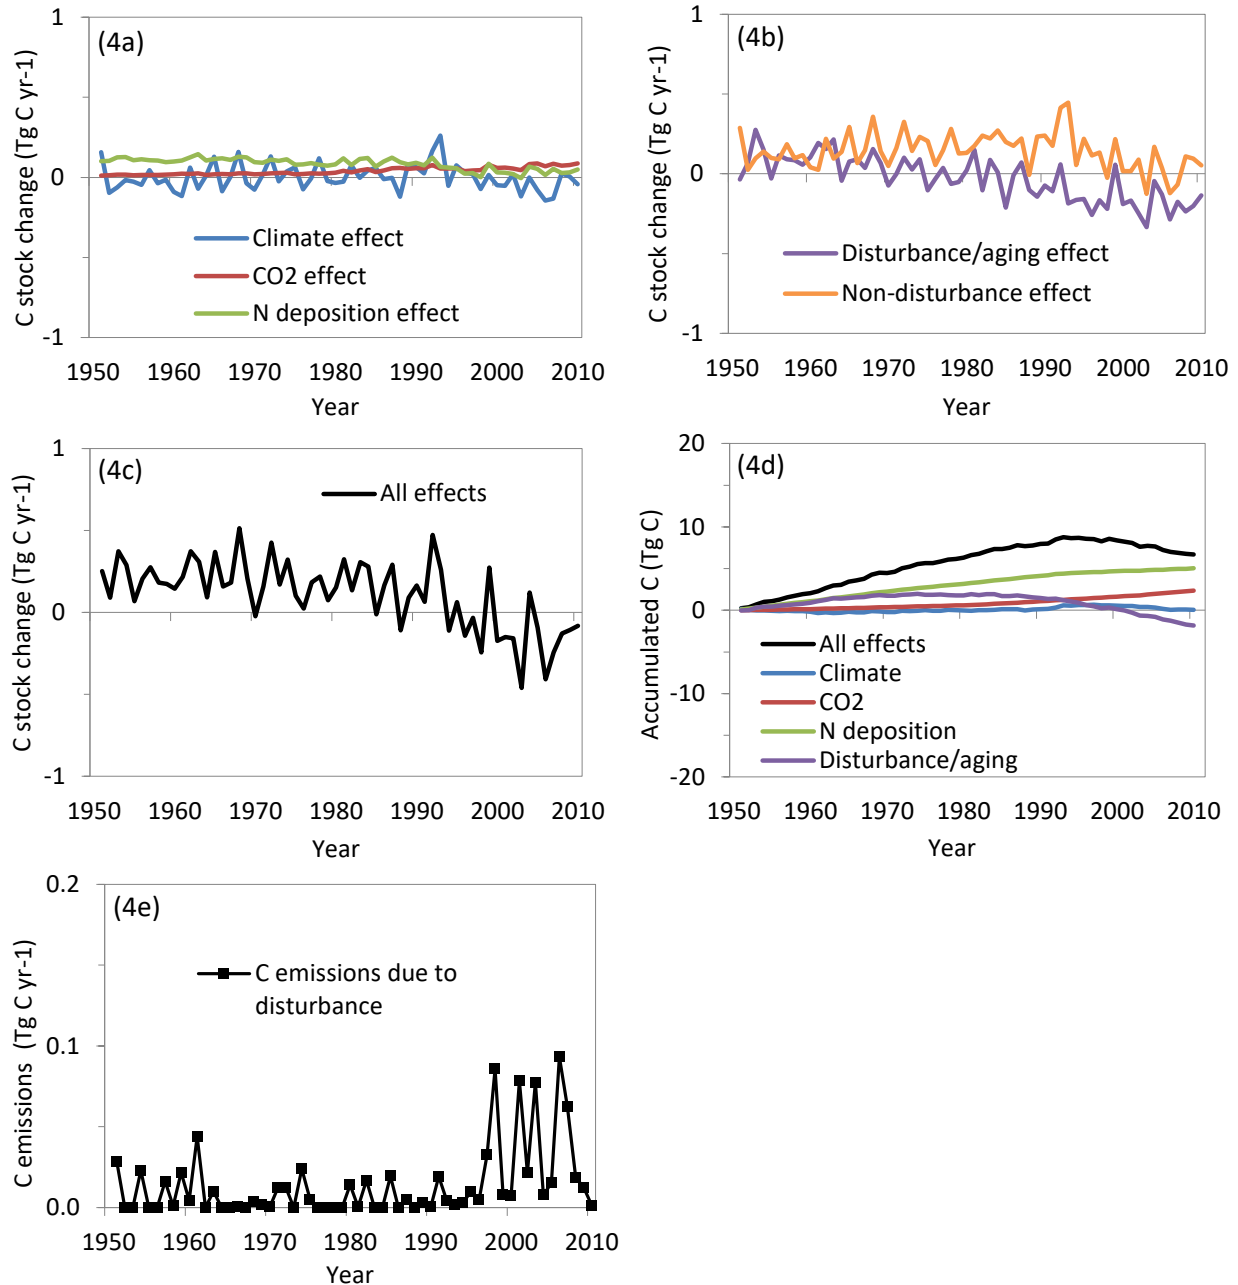 (4a)
C stock change (Tg C yr-1)
1
0
-1
Climate effect
CO2 effect
N deposition effect
1950 1960 1970 1980 1990 2000 2010
Year
(4b)
C stock change (Tg C yr-1)
1
0
-1
Disturbance/aging effect
Non-disturbance effect
1950 1960 1970 1980 1990 2000 2010
Year
(4c)
C stock change (Tg C yr-1)
1
0
-1
All effects
1950 1960 1970 1980 1990 2000 2010
Year
(4d)
Accumulated C (Tg C)
20
10
0
-10
-20
All effects
Climate
CO2
N deposition
Disturbance/aging
1950 1960 1970 1980 1990 2000 2010
Year
(4e)
C emissions (Tg C yr-1)
0.2
0.1
0.0
C emissions due to
disturbance
1950 1960 1970 1980 1990 2000 2010
Year